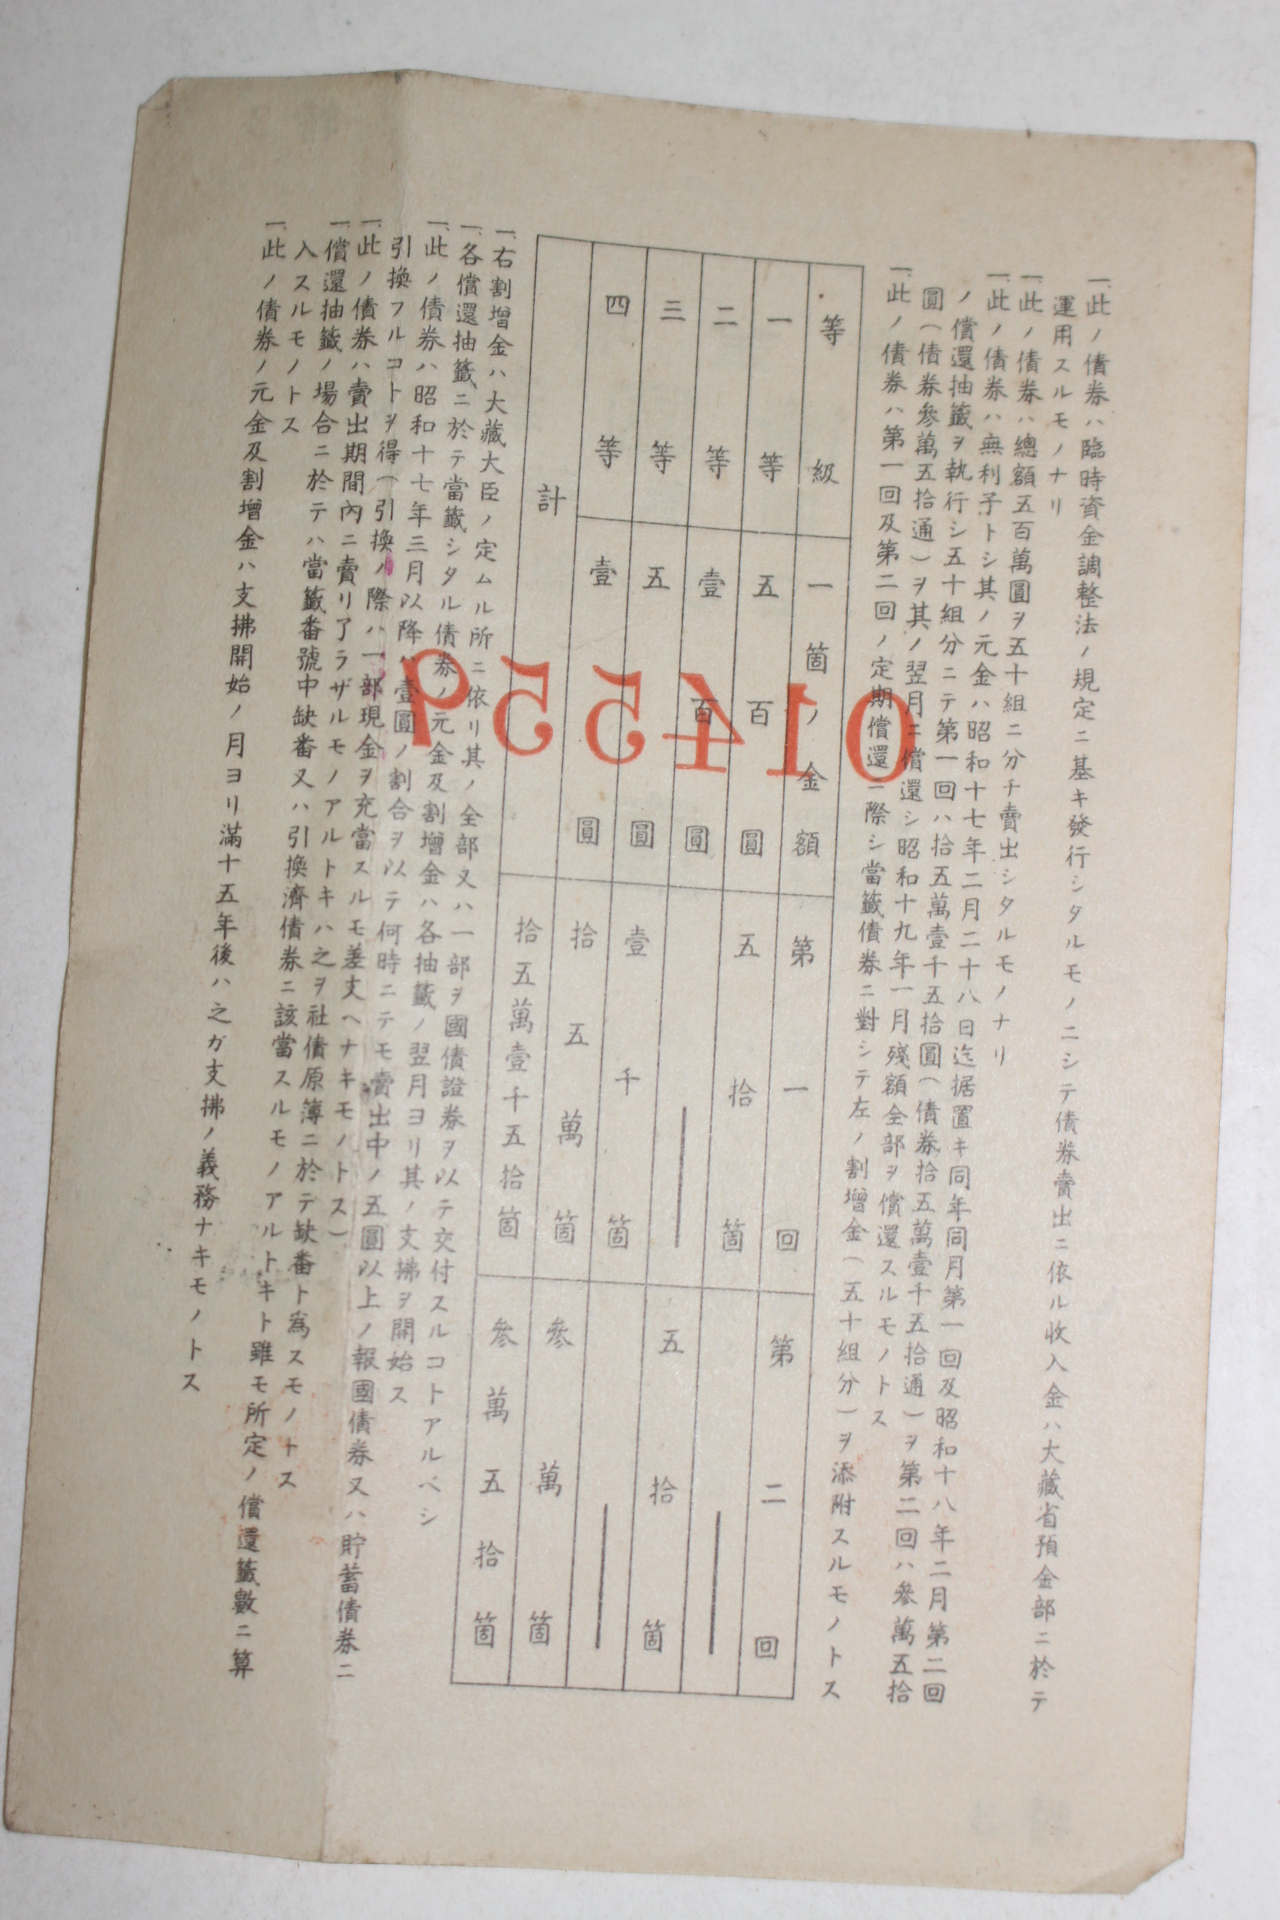 一、此ノ債券ハ臨時資金調整法ノ規定ニ基キ發行シタルモノニシテ債券賣出ニ依ル收入金ハ大藏省預金部ニ於テ
運用スルモノナリ
一、此ノ債券ハ總額五百萬圓ヲ五十組ニ分チ賣出シタルモノナリ
一、此ノ債券ハ無利子トシ其ノ元金ハ昭和十七年二月二十八日迄据置キ同年同月第一回及昭和十八年二月第二回
ノ償還抽籤ヲ執行シ五十組分ニテ第一回ハ拾五萬壹千五拾圓(債券拾五萬壹千五拾通)ヲ第二回ハ參萬五拾
圓(債券參萬五拾通)ヲ其ノ翌月ニ償還シ昭和十九年一月殘額全部ヲ償還スルモノトス
一、此ノ債券ハ第一回及第二回ノ定期償還ニ際シ當籤債券ニ對シテ左ノ割增金(五十組分)ヲ添附スルモノトス
等級 一箇ノ金額 第一回 第二回
一等 五百圓 五拾箇 ―
二等 壹百圓 ― 五拾箇
三等 五圓 壹千箇 ―
四等 壹圓 拾五萬箇 參萬箇
計 拾五萬壹千五拾箇 參萬五拾箇
一、右割增金ハ大藏大臣ノ定ムル所ニ依リ其ノ全部又ハ一部ヲ國債證券ヲ以テ交付スルコトアルベシ
一、各償還抽籤ニ於テ當籤シタル債券ノ元金及割增金ハ各抽籤ノ翌月ヨリ其ノ支拂ヲ開始ス
一、此ノ債券ハ昭和十七年三月以降ハ壹圓ノ割合ヲ以テ何時ニテモ賣出中ノ五圓以上ノ報國債券又ハ貯蓄債券ニ
引換フルコトヲ得(引換ノ際ハ一部現金ヲ充當スルモ差支ヘナキモノトス)
一、此ノ債券ハ賣出期間內ニ賣リ了ラザルモノアルトキハ之ヲ社債原簿ニ於テ缺番ト爲スモノトス
一、償還抽籤ノ場合ニ於テハ當籤番號中缺番又ハ引換濟債券ニ該當スルモノアルトキト雖モ所定ノ償還籤數ニ算
入スルモノトス
一、此ノ債券ノ元金及割增金ハ支拂開始ノ月ヨリ滿十五年後ハ之ガ支拂ノ義務ナキモノトス
014559